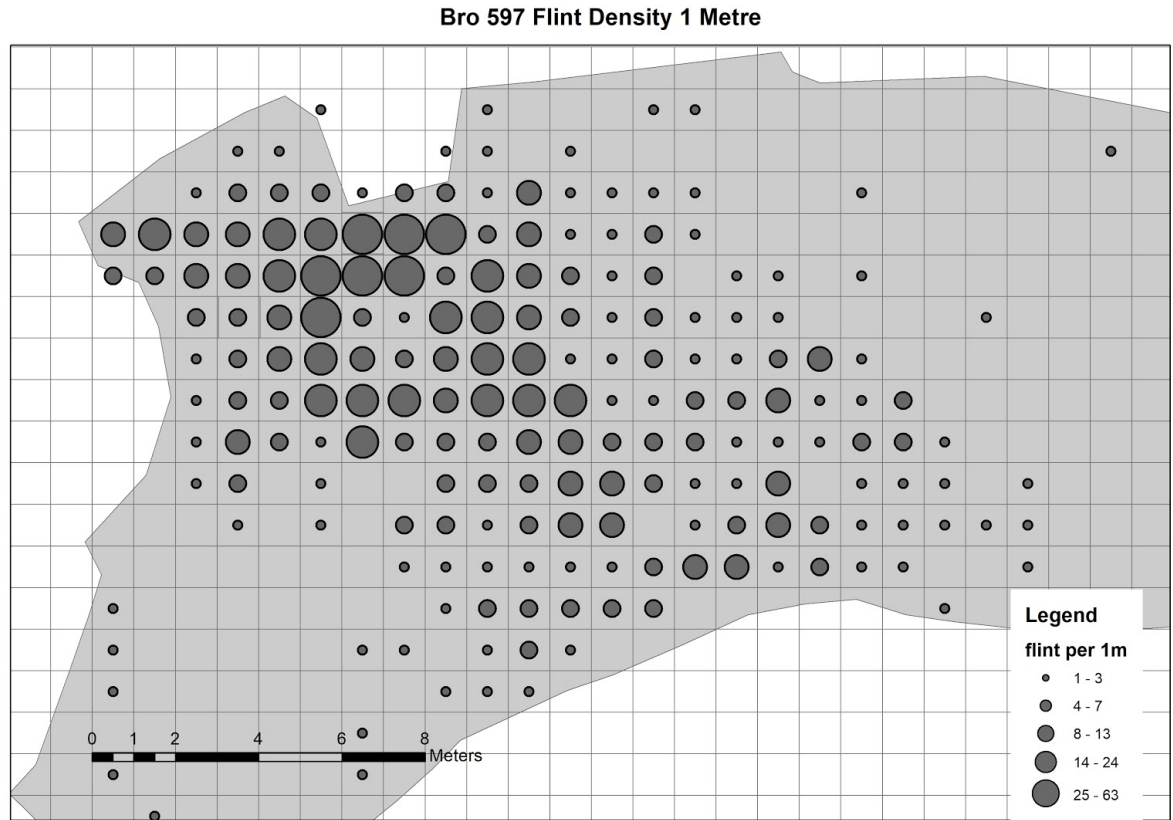 Bro 597 Flint Density 1 Metre
0 1 2 4 6 8
Meters
Legend
flint per 1m
1 - 3
4 - 7
8 - 13
14 - 24
25 - 63